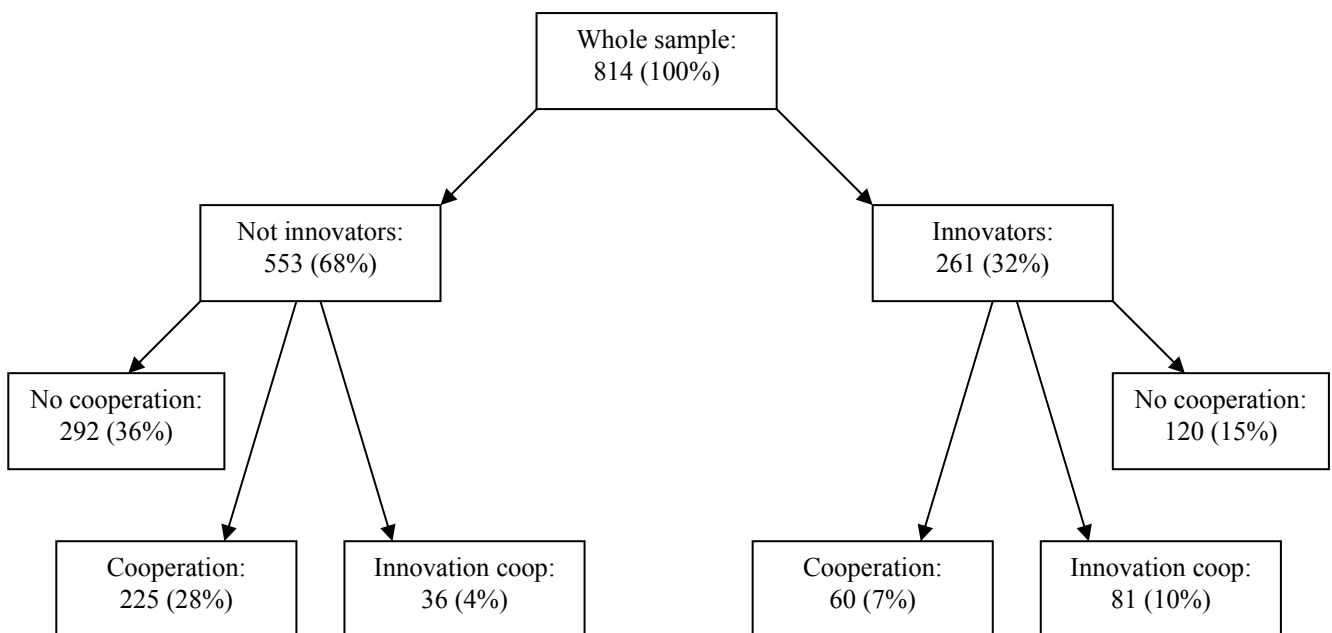 Whole sample:
814 (100%)
Not innovators:
553 (68%)
Innovators:
261 (32%)
No cooperation:
292 (36%)
No cooperation:
120 (15%)
Cooperation:
225 (28%)
Innovation coop:
36 (4%)
Cooperation:
60 (7%)
Innovation coop:
81 (10%)